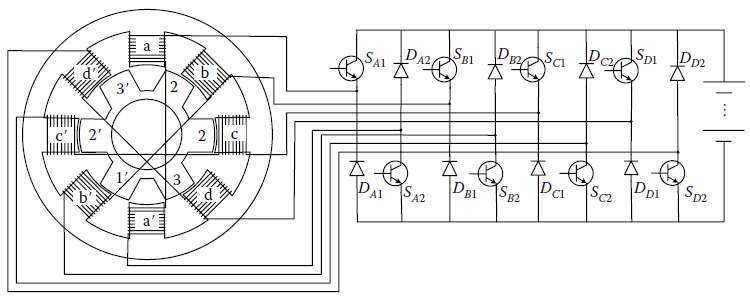 a
d′
b
3′
2
c′
2′
2
c
1′
3
b′
d
a′
S_A1
D_A2
S_B1
D_B2
S_C1
D_C2
S_D1
D_D2
D_A1
S_A2
D_B1
S_B2
D_C1
S_C2
D_D1
S_D2